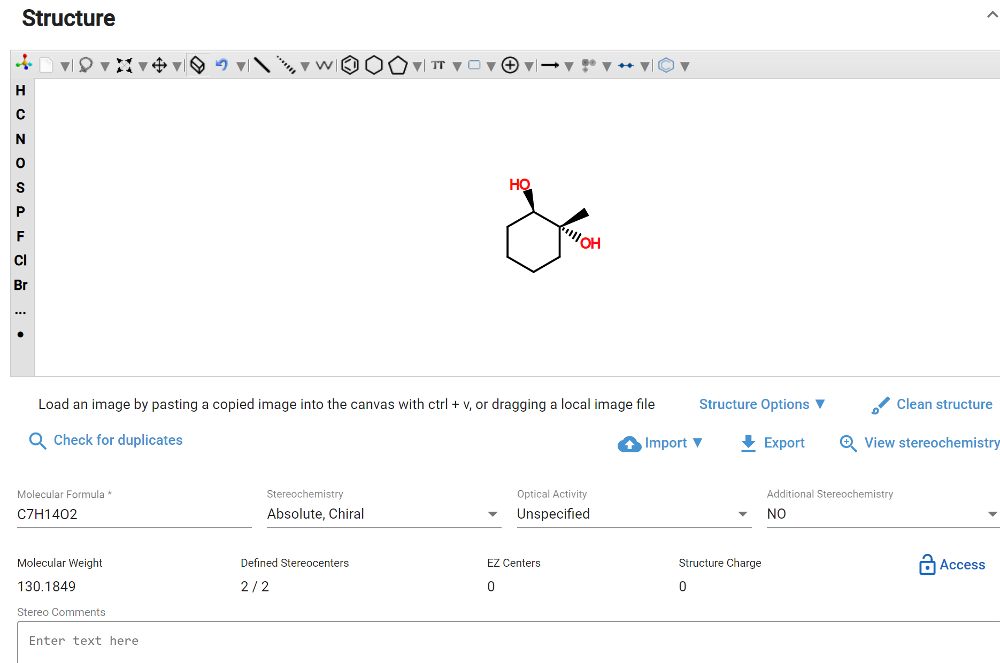 Structure
TT
H
C
N
O
S
P
F
Cl
Br
...
HO
OH
Load an image by pasting a copied image into the canvas with ctrl + v, or dragging a local image file
Structure Options
Clean structure
Check for duplicates
Import
Export
View stereochemistry
Molecular Formula *
Stereochemistry
Optical Activity
Additional Stereochemistry
C7H14O2
Absolute, Chiral
Unspecified
NO
Molecular Weight
Defined Stereocenters
EZ Centers
Structure Charge
Access
130.1849
2 / 2
0
0
Stereo Comments
Enter text here